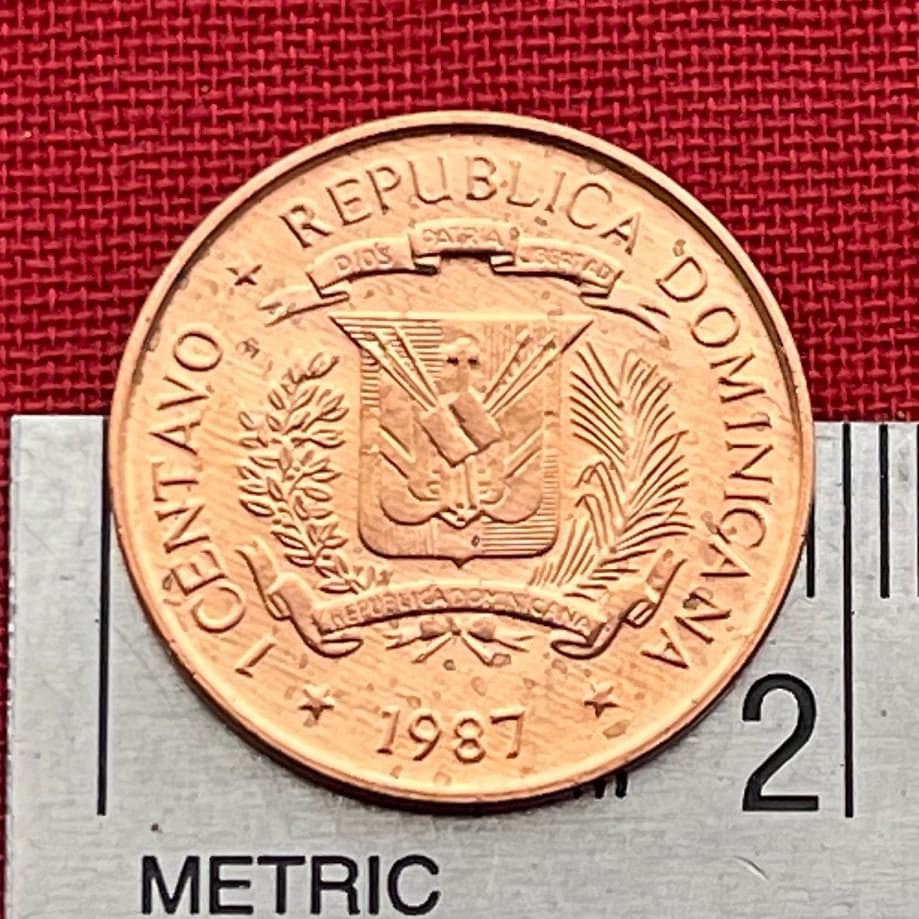 REPUBLICA DOMINICANA
DIOS PATRIA LIBERTAD
1 CENTAVO
REPUBLICA DOMINICANA
1987
2
METRIC